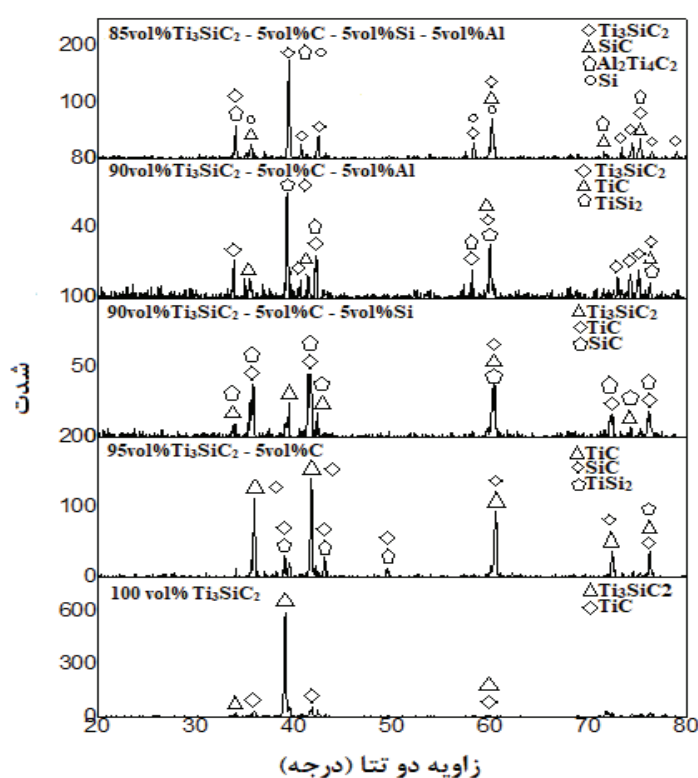 85vol%Ti₃SiC₂ - 5vol%C - 5vol%Si - 5vol%Al
Ti₃SiC₂
SiC
Al₂Ti₄C₂
Si
200
100
80
90vol%Ti₃SiC₂ - 5vol%C - 5vol%Al
Ti₃SiC₂
TiC
TiSi₂
40
100
90vol%Ti₃SiC₂ - 5vol%C - 5vol%Si
Ti₃SiC₂
TiC
SiC
50
200
95vol%Ti₃SiC₂ - 5vol%C
TiC
SiC
TiSi₂
100
0
100 vol% Ti₃SiC₂
Ti₃SiC2
TiC
600
300
0
20 30 40 50 60 70 80
شدت
زاویه دو تتا (درجه)